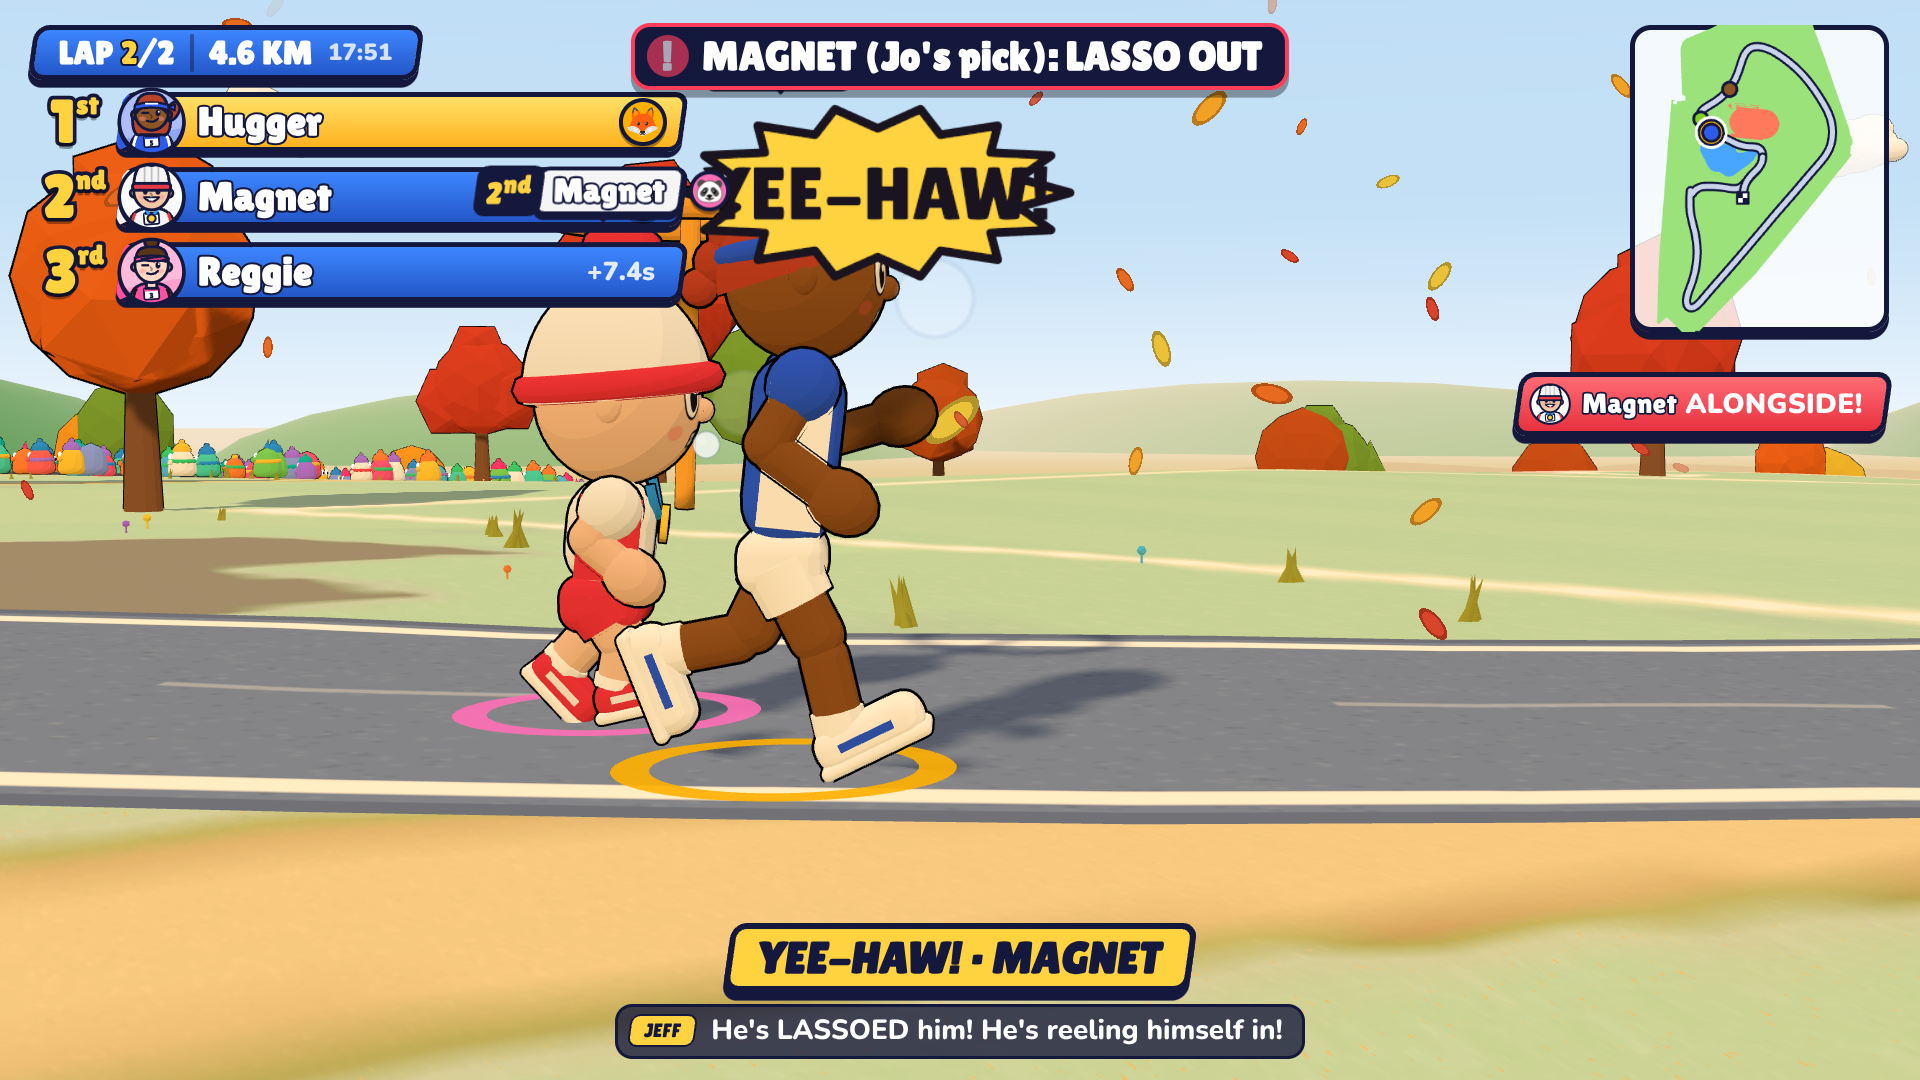 LAP 2/2 4.6 KM 17:51
MAGNET (Jo's pick): LASSO OUT
1st Hugger
2nd Magnet 2nd Magnet
3rd Reggie +7.4s
YEE-HAW!
Magnet ALONGSIDE!
YEE-HAW! · MAGNET
JEFF He's LASSOED him! He's reeling himself in!